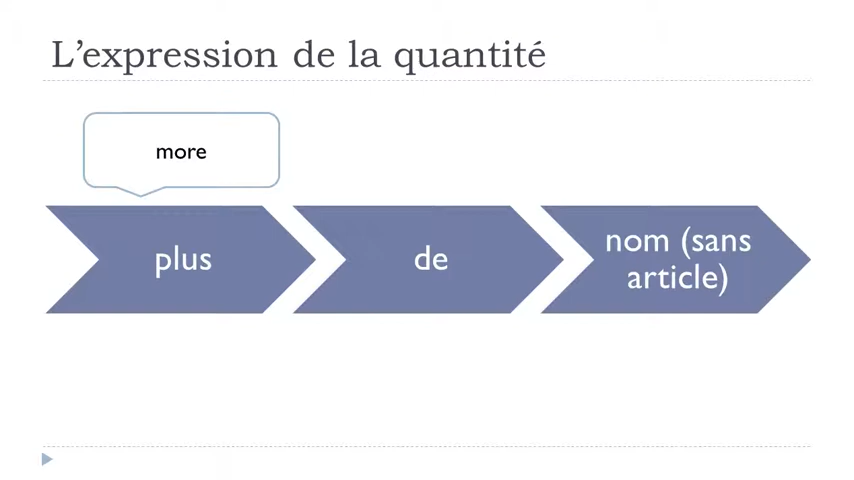 L’expression de la quantité
more
plus
de
nom (sans
article)